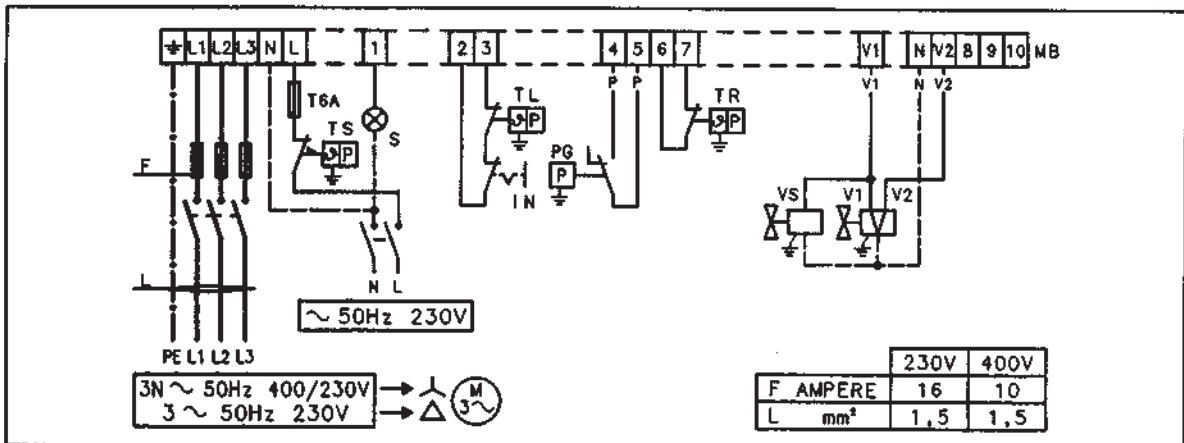 L1 L2 L3 N L 1 2 3 4 5 6 7 V1 N V2 8 9 10 MB
P P V1 N V2
T6A
TL
TR
TS
P
P
S
F
PG
P
IN
VS V1 V2
L
N L
~ 50Hz 230V
PE L1 L2 L3
3N ~ 50Hz 400/230V
3 ~ 50Hz 230V
M
3~
230V 400V
F AMPERE 16 10
L mm² 1,5 1,5